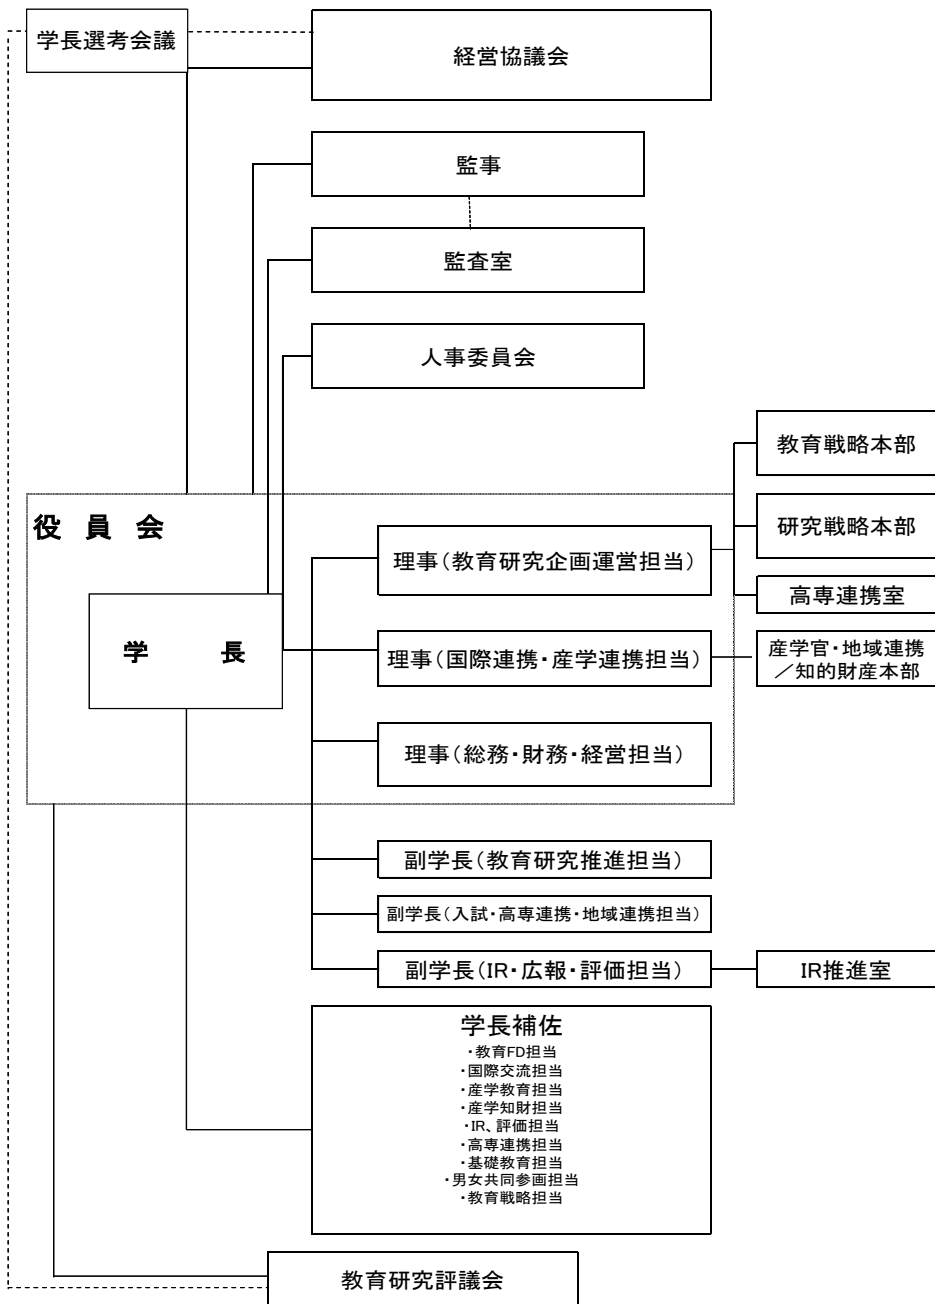 学長選考会議
経営協議会
監事
監査室
人事委員会
教育戦略本部
役員会
研究戦略本部
理事（教育研究企画運営担当）
高専連携室
学　　長
理事（国際連携・産学連携担当）
産学官・地域連携
／知的財産本部
理事（総務・財務・経営担当）
副学長（教育研究推進担当）
副学長（入試・高専連携・地域連携担当）
副学長（IR・広報・評価担当）
IR推進室
学長補佐
・教育FD担当
・国際交流担当
・産学教育担当
・産学知財担当
・IR、評価担当
・高専連携担当
・基礎教育担当
・男女共同参画担当
・教育戦略担当
教育研究評議会